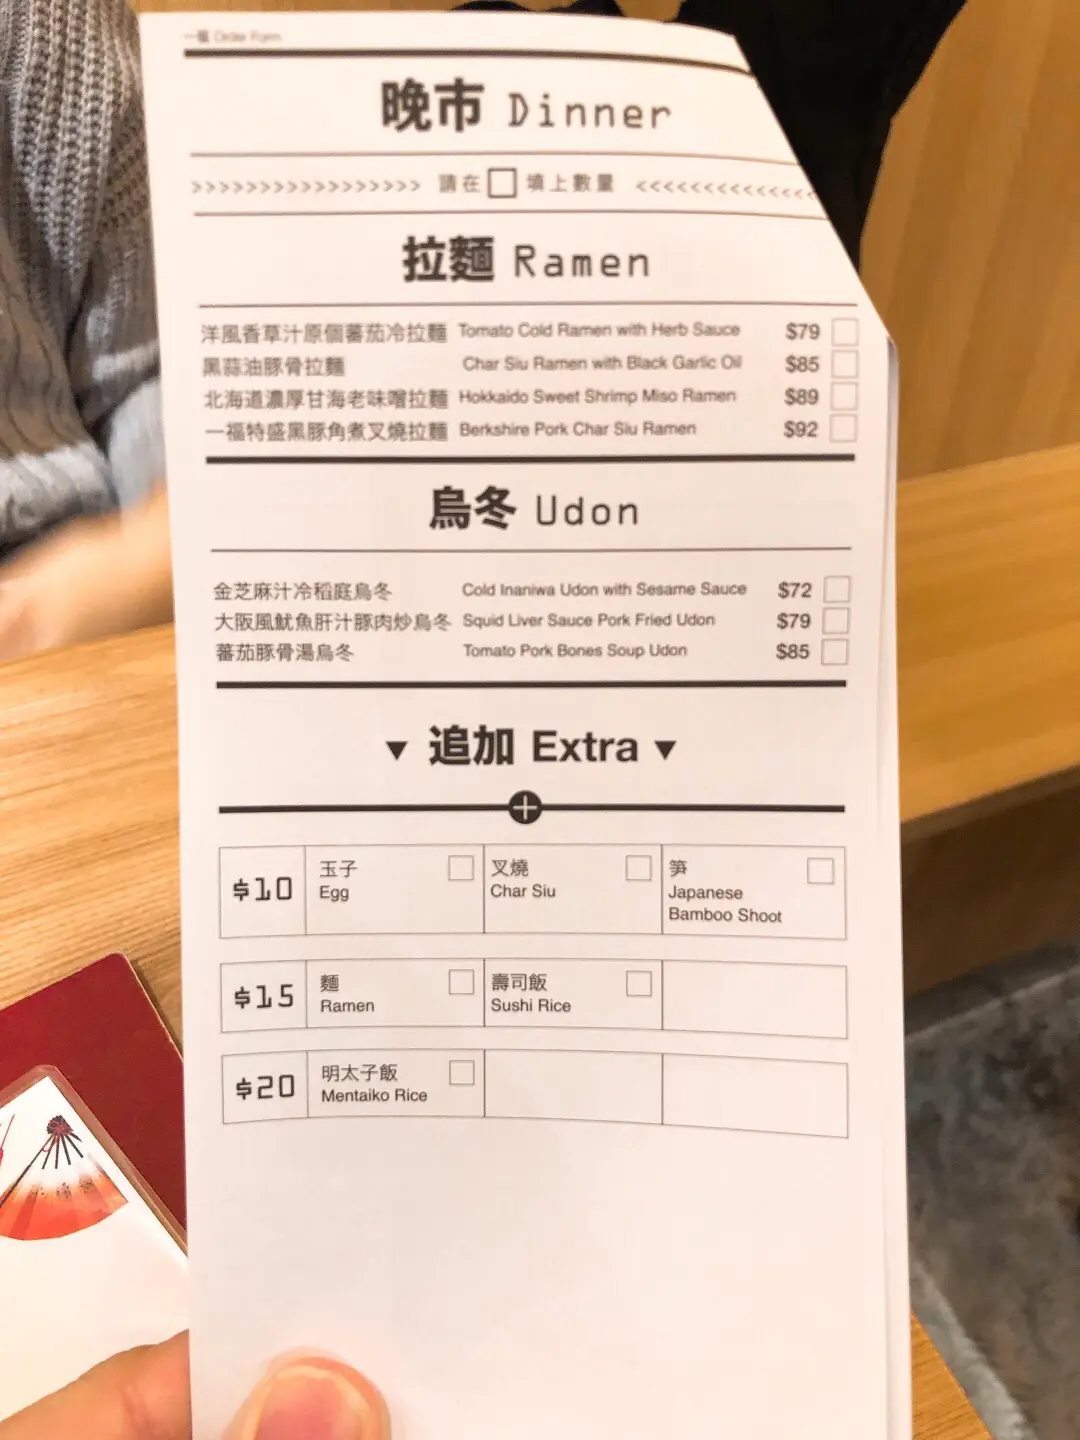 一福 Order Form
晚市 Dinner
>>>>>>>>>>>>>>>>> 請在□填上數量 <<<<<<<<<<<<<<
拉麵 Ramen
洋風香草汁原個蕃茄冷拉麵 Tomato Cold Ramen with Herb Sauce $79
黑蒜油豚骨拉麵 Char Siu Ramen with Black Garlic Oil $85
北海道濃厚甘海老味噌拉麵 Hokkaido Sweet Shrimp Miso Ramen $89
一福特盛黑豚角煮叉燒拉麵 Berkshire Pork Char Siu Ramen $92
烏冬 Udon
金芝麻汁冷稻庭烏冬 Cold Inaniwa Udon with Sesame Sauce $72
大阪風魷魚肝汁豚肉炒烏冬 Squid Liver Sauce Pork Fried Udon $79
蕃茄豚骨湯烏冬 Tomato Pork Bones Soup Udon $85
▼ 追加 Extra ▼
$10
玉子
Egg
叉燒
Char Siu
笋
Japanese
Bamboo Shoot
$15
麵
Ramen
壽司飯
Sushi Rice
$20
明太子飯
Mentaiko Rice